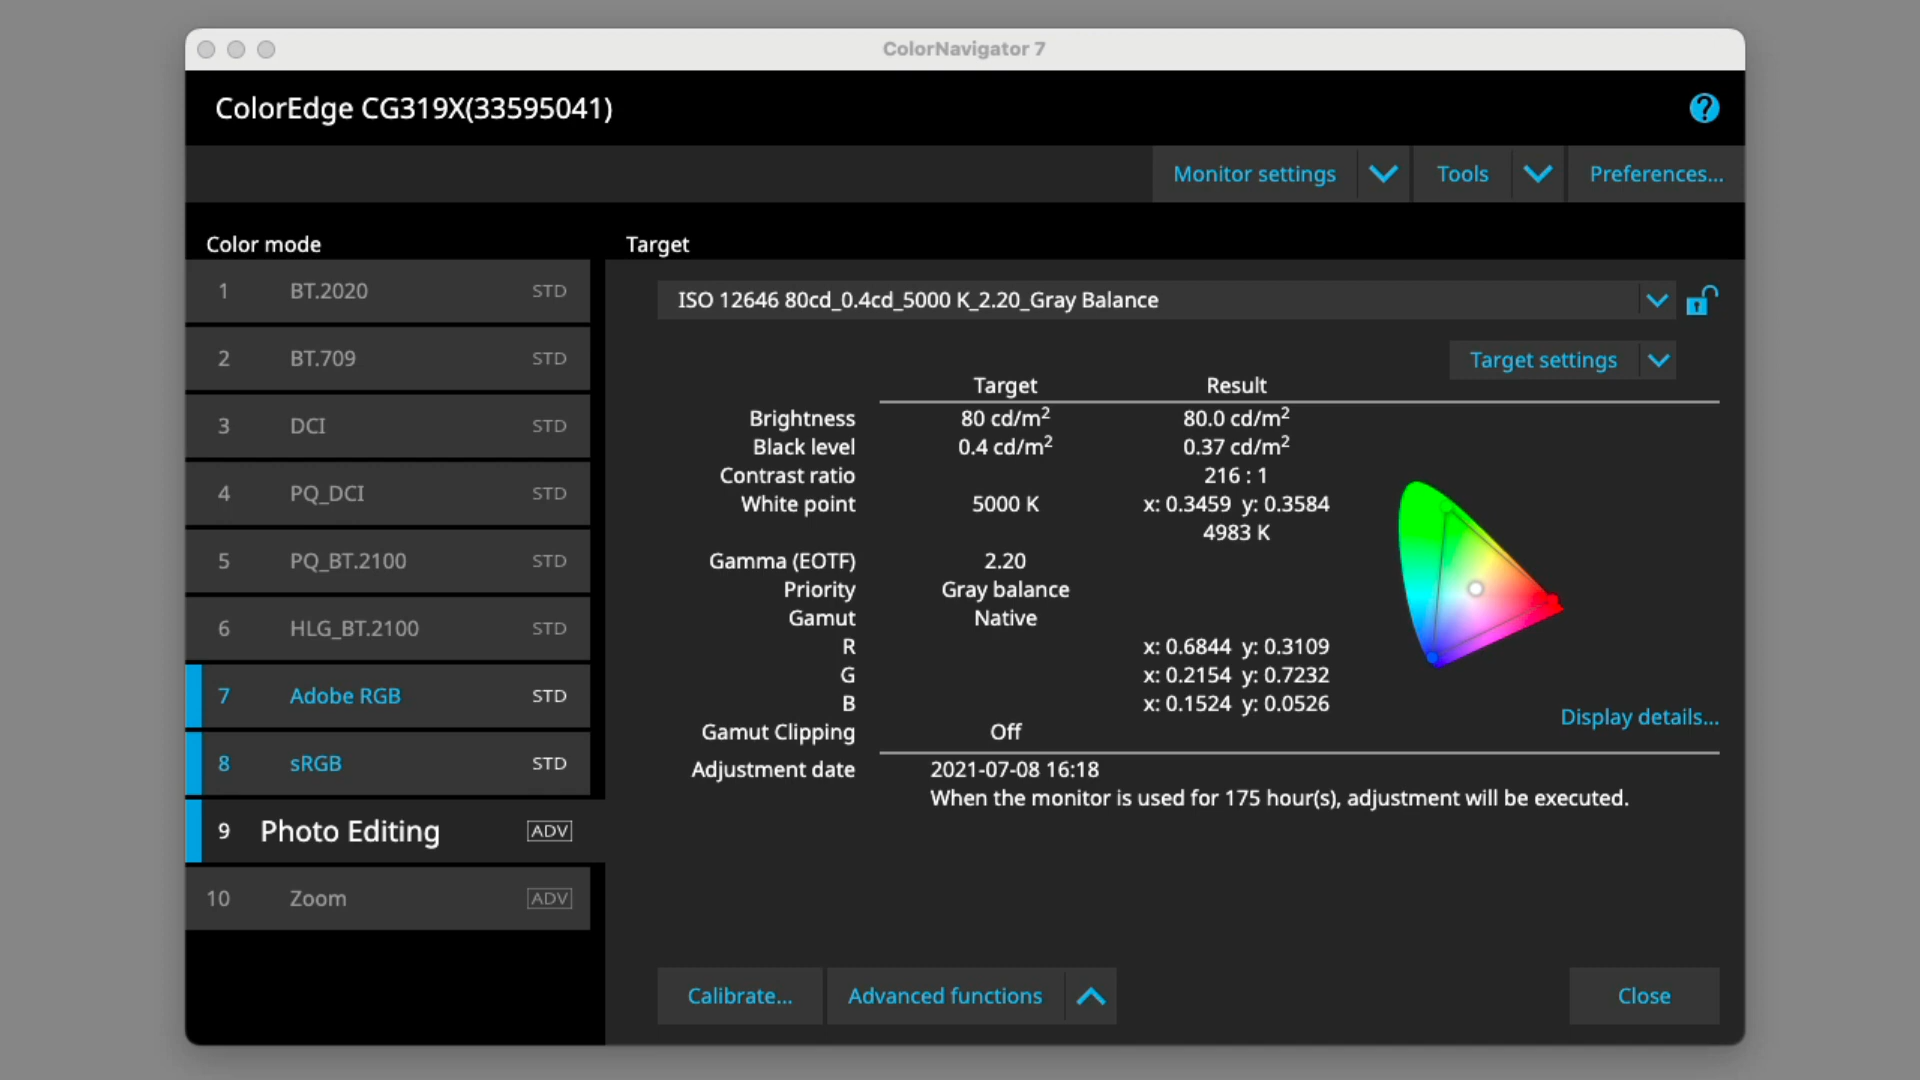 ColorNavigator 7
ColorEdge CG319X(33595041)
?
Monitor settings
Tools
Preferences...
Color mode
Target
1 BT.2020 STD
2 BT.709 STD
3 DCI STD
4 PQ_DCI STD
5 PQ_BT.2100 STD
6 HLG_BT.2100 STD
7 Adobe RGB STD
8 sRGB STD
9 Photo Editing ADV
10 Zoom ADV
ISO 12646 80cd_0.4cd_5000 K_2.20_Gray Balance
Target settings
Target Result
Brightness 80 cd/m² 80.0 cd/m²
Black level 0.4 cd/m² 0.37 cd/m²
Contrast ratio 216 : 1
White point 5000 K x: 0.3459 y: 0.3584
4983 K
Gamma (EOTF) 2.20
Priority Gray balance
Gamut Native
R x: 0.6844 y: 0.3109
G x: 0.2154 y: 0.7232
B x: 0.1524 y: 0.0526
Display details...
Gamut Clipping Off
Adjustment date 2021-07-08 16:18
When the monitor is used for 175 hour(s), adjustment will be executed.
Calibrate...
Advanced functions
Close